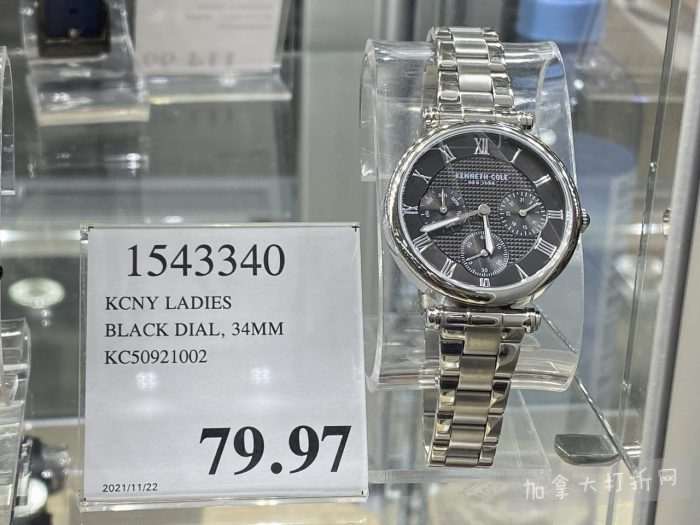 1543340
KCNY LADIES
BLACK DIAL, 34MM
KC50921002
79.97
2021/11/22
KENNETH COLE
NEW YORK
XII
加拿大打折网